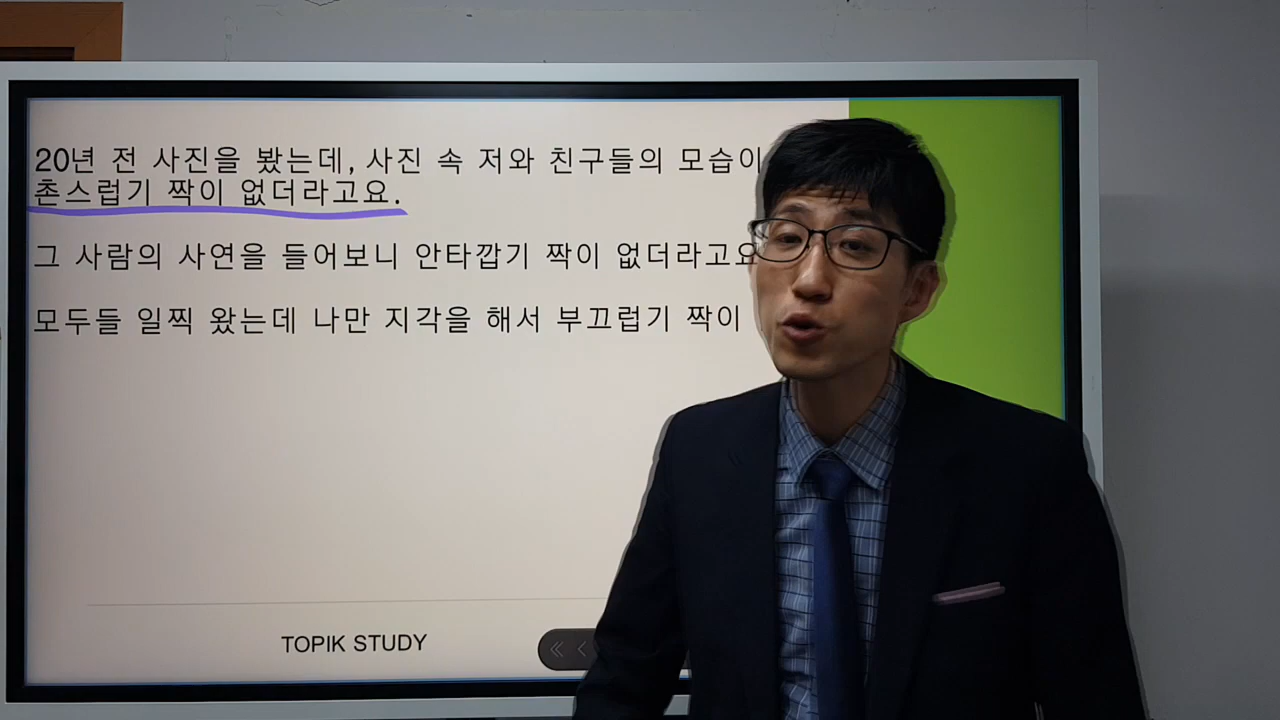 20년 전 사진을 봤는데, 사진 속 저와 친구들의 모습이
촌스럽기 짝이 없더라고요.
그 사람의 사연을 들어보니 안타깝기 짝이 없더라고요
모두들 일찍 왔는데 나만 지각을 해서 부끄럽기 짝이
TOPIK STUDY